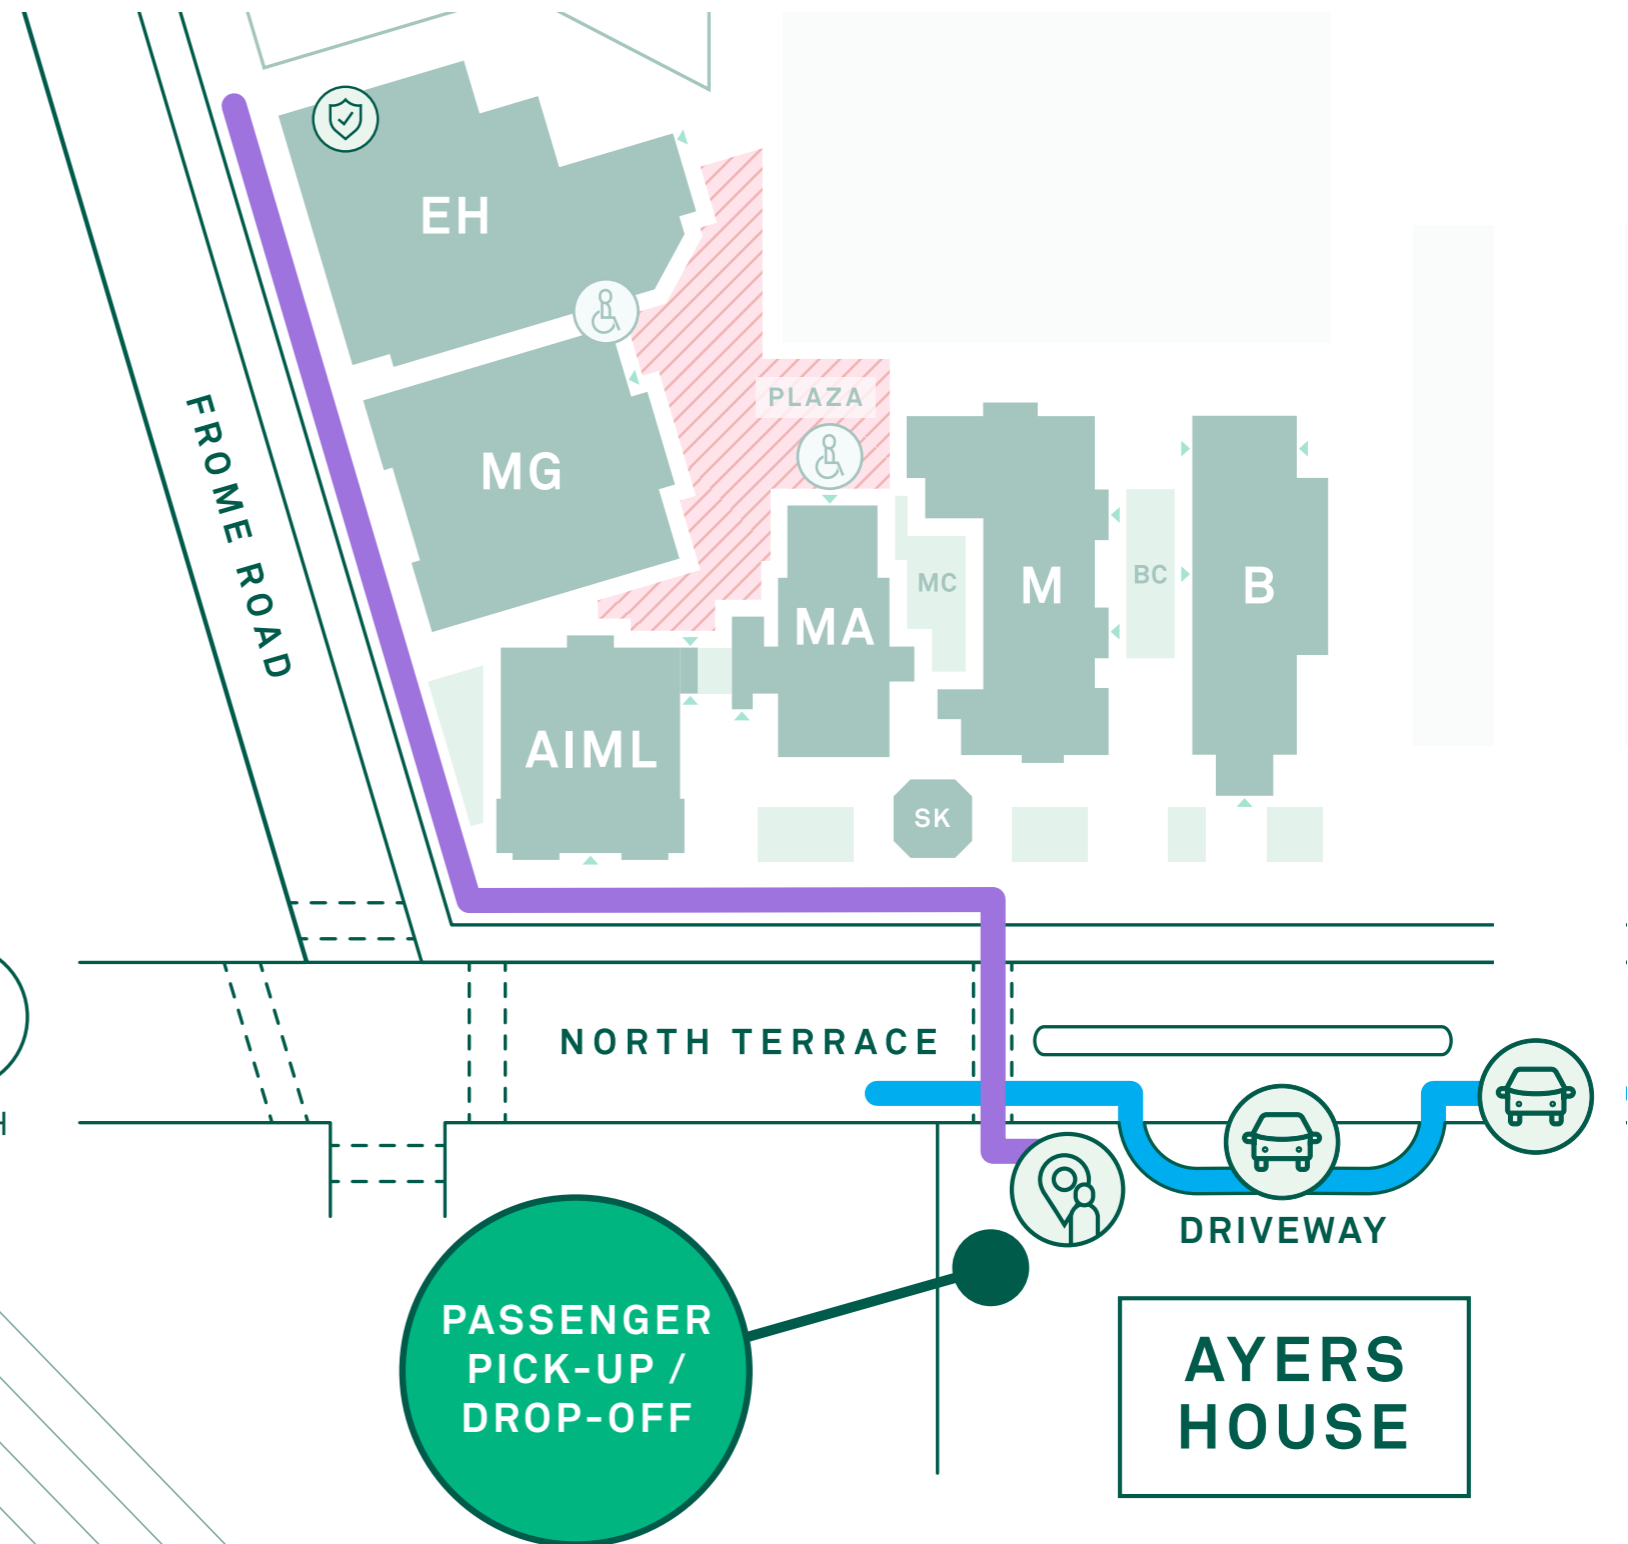 EH
PLAZA
MG
MC
M
BC
B
MA
FROME ROAD
AIML
SK
NORTH TERRACE
DRIVEWAY
PASSENGER
PICK-UP /
DROP-OFF
AYERS
HOUSE